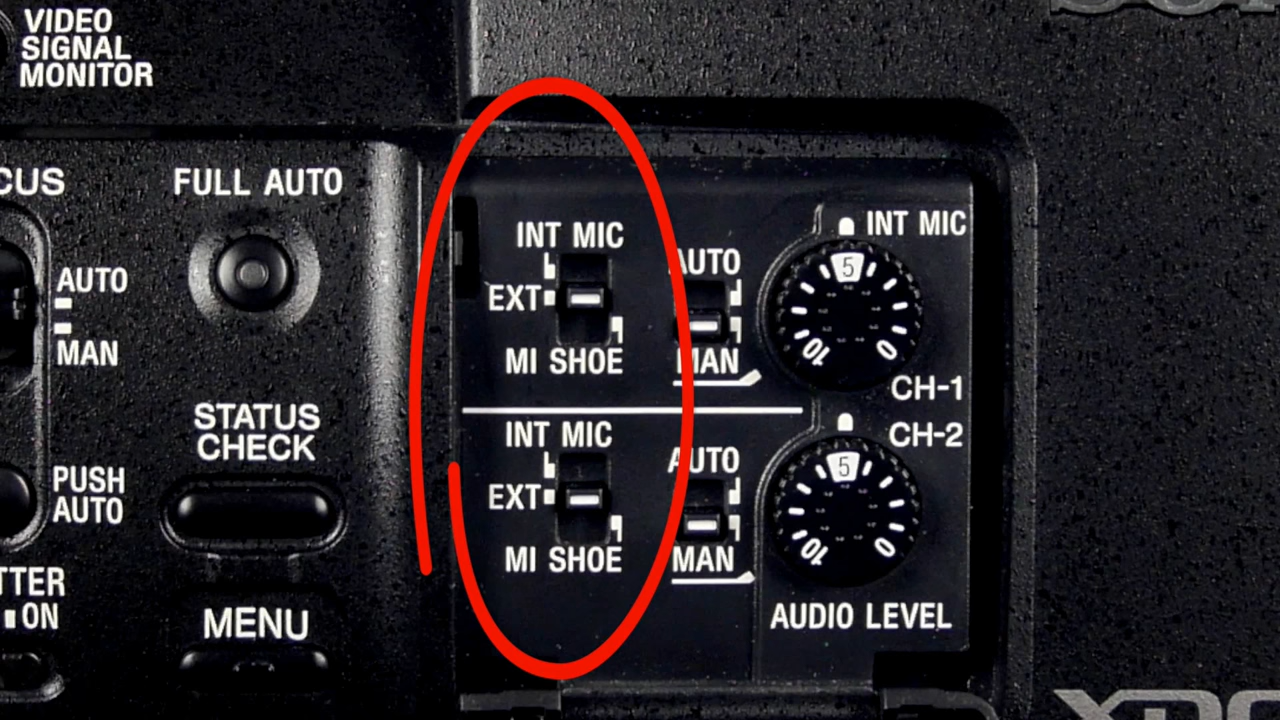 VIDEO
SIGNAL
MONITOR
FULL AUTO
AUTO
MAN
STATUS
CHECK
PUSH
AUTO
ON
MENU
INT MIC
EXT
MI SHOE
AUTO
MAN
INT MIC
5
10
0
CH-1
INT MIC
EXT
MI SHOE
AUTO
MAN
CH-2
5
10
0
AUDIO LEVEL